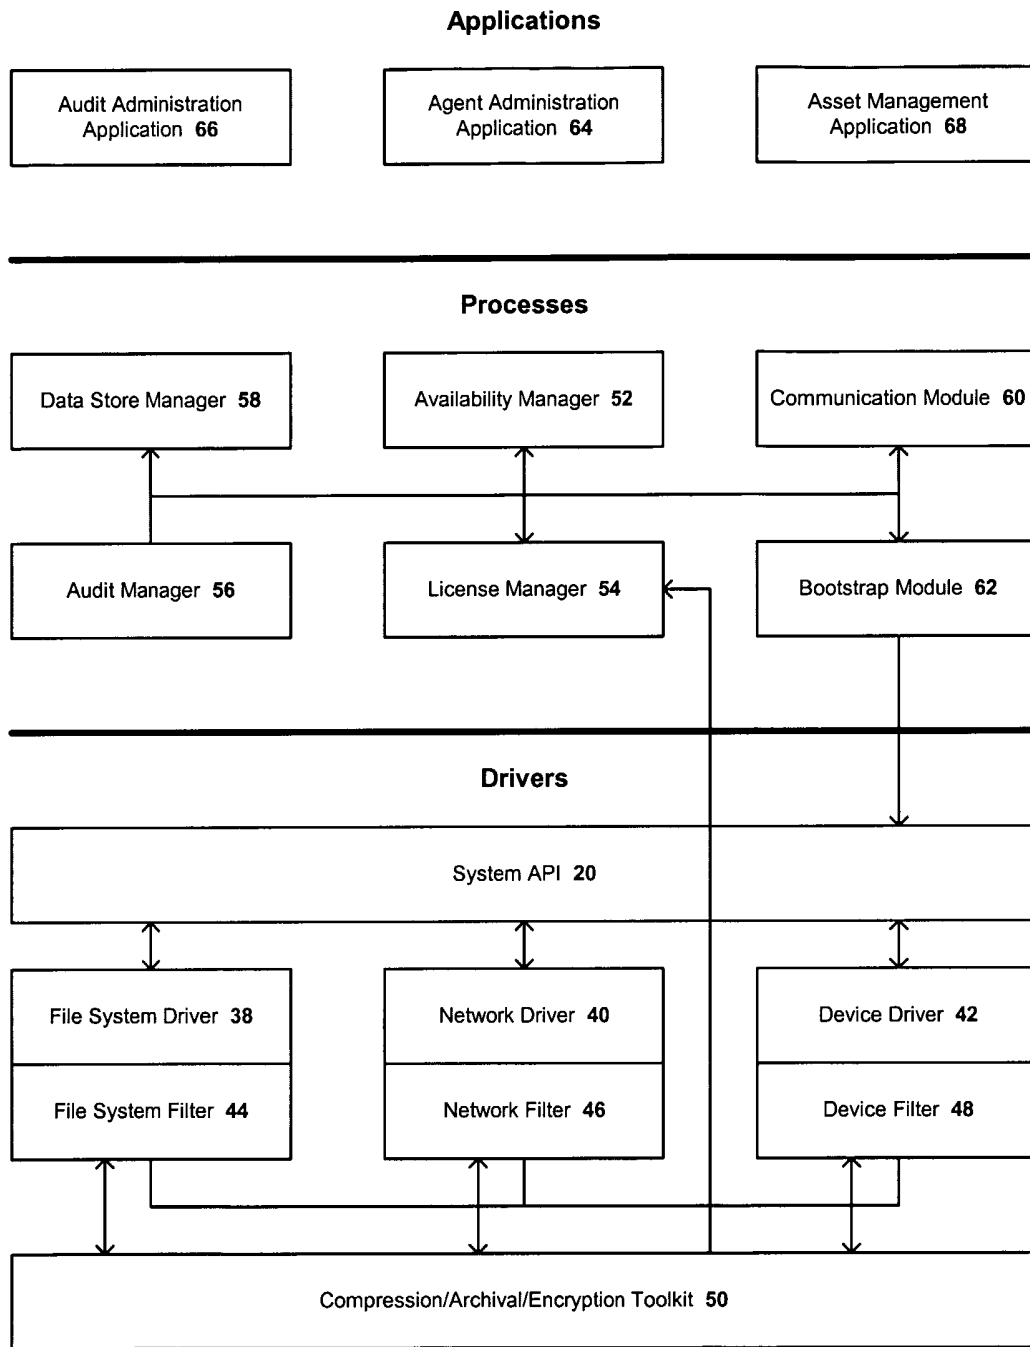 Applications
Audit Administration
Application 66
Agent Administration
Application 64
Asset Management
Application 68
Processes
Data Store Manager 58
Availability Manager 52
Communication Module 60
Audit Manager 56
License Manager 54
Bootstrap Module 62
Drivers
System API 20
File System Driver 38
Network Driver 40
Device Driver 42
File System Filter 44
Network Filter 46
Device Filter 48
Compression/Archival/Encryption Toolkit 50